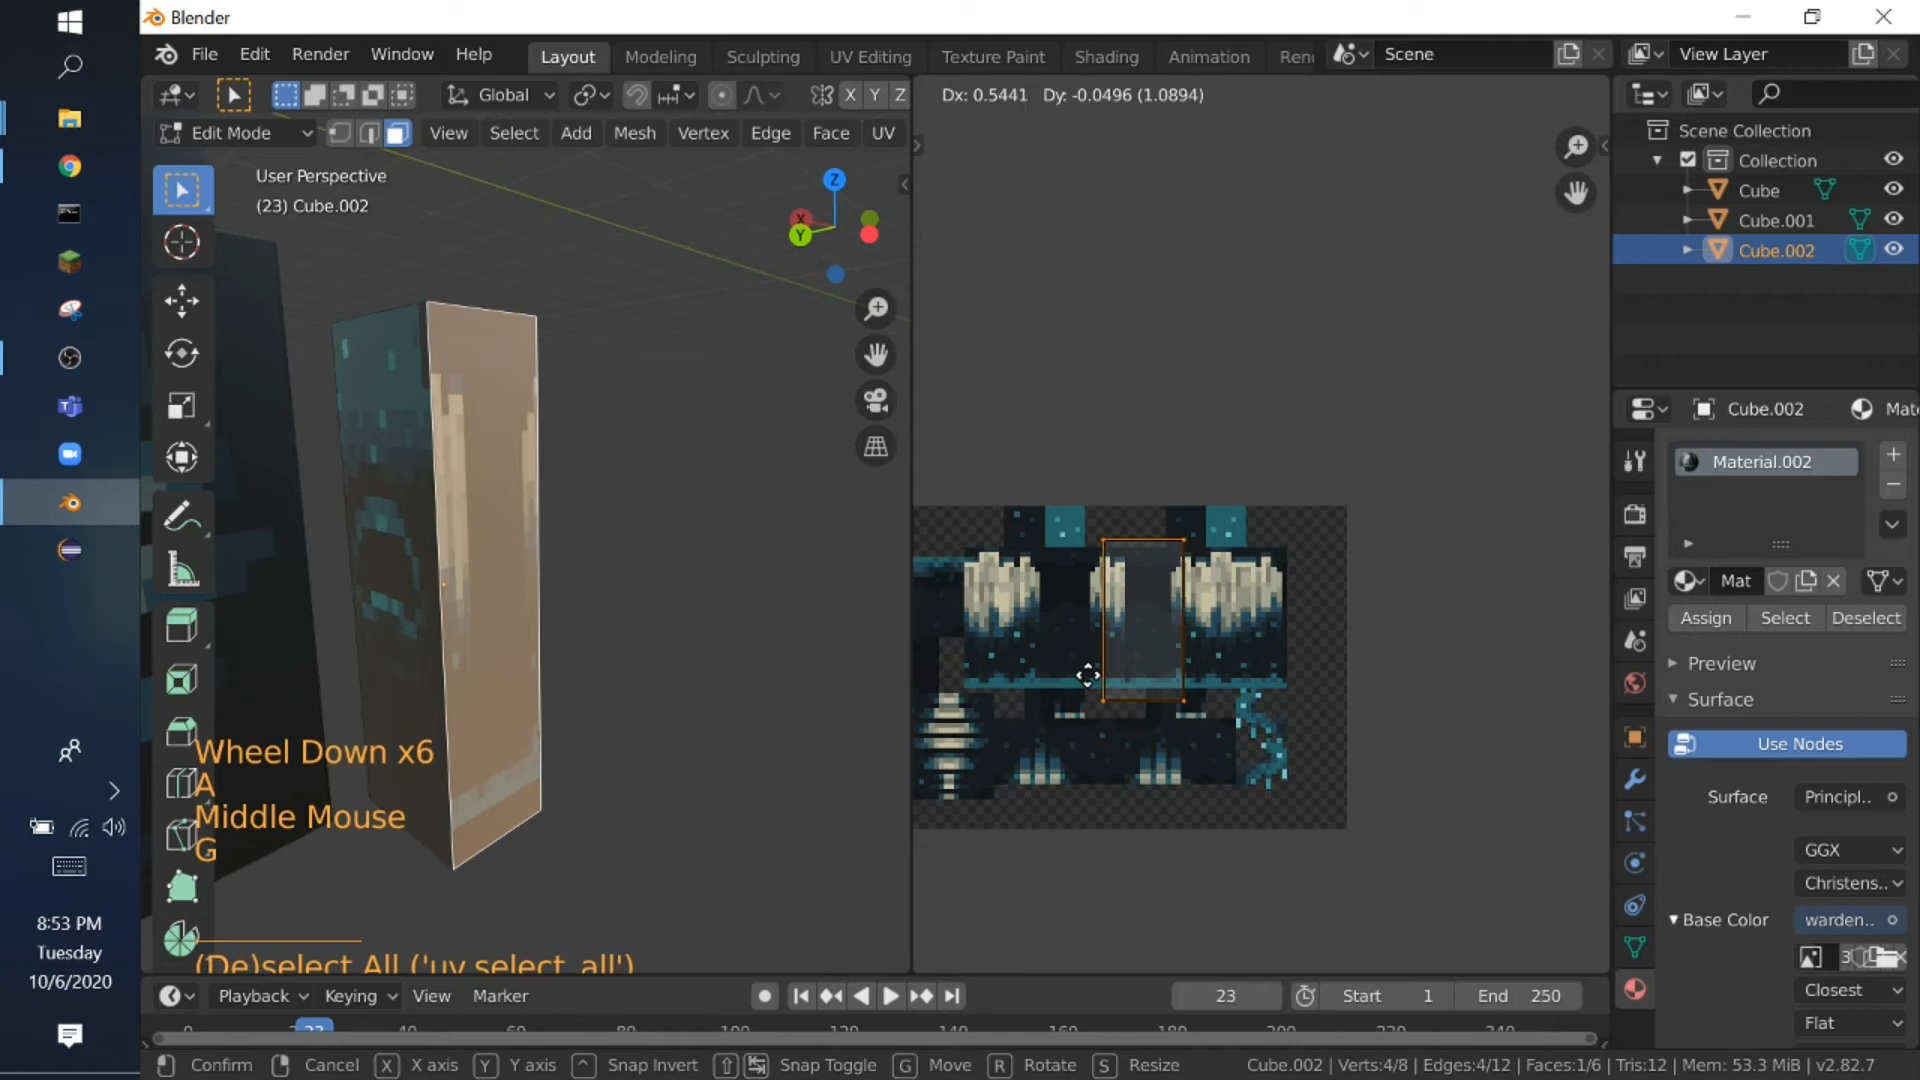 Blender
File Edit Render Window Help Layout Modeling Sculpting UV Editing Texture Paint Shading Animation Scene View Layer
Global X Y Z
Dx: 0.5441 Dy: -0.0496 (1.0894)
Edit Mode View Select Add Mesh Vertex Edge Face UV
Scene Collection
Collection
Cube
Cube.001
Cube.002
User Perspective
(23) Cube.002
Z
X
Y
Cube.002
Material.002
Mat
Assign Select Deselect
Preview
Surface
Use Nodes
Surface Principl..
GGX
Christens..
Base Color warden..
3
Closest
Flat
Wheel Down x6
A
Middle Mouse
G
(De)select All ('uv.select_all')
8:53 PM
Tuesday
10/6/2020
Playback Keying View Marker 23 Start 1 End 250
Confirm Cancel X X axis Y Y axis ^ Snap Invert Snap Toggle G Move R Rotate S Resize Cube.002 | Verts:4/8 | Edges:4/12 | Faces:1/6 | Tris:12 | Mem: 53.3 MiB | v2.82.7